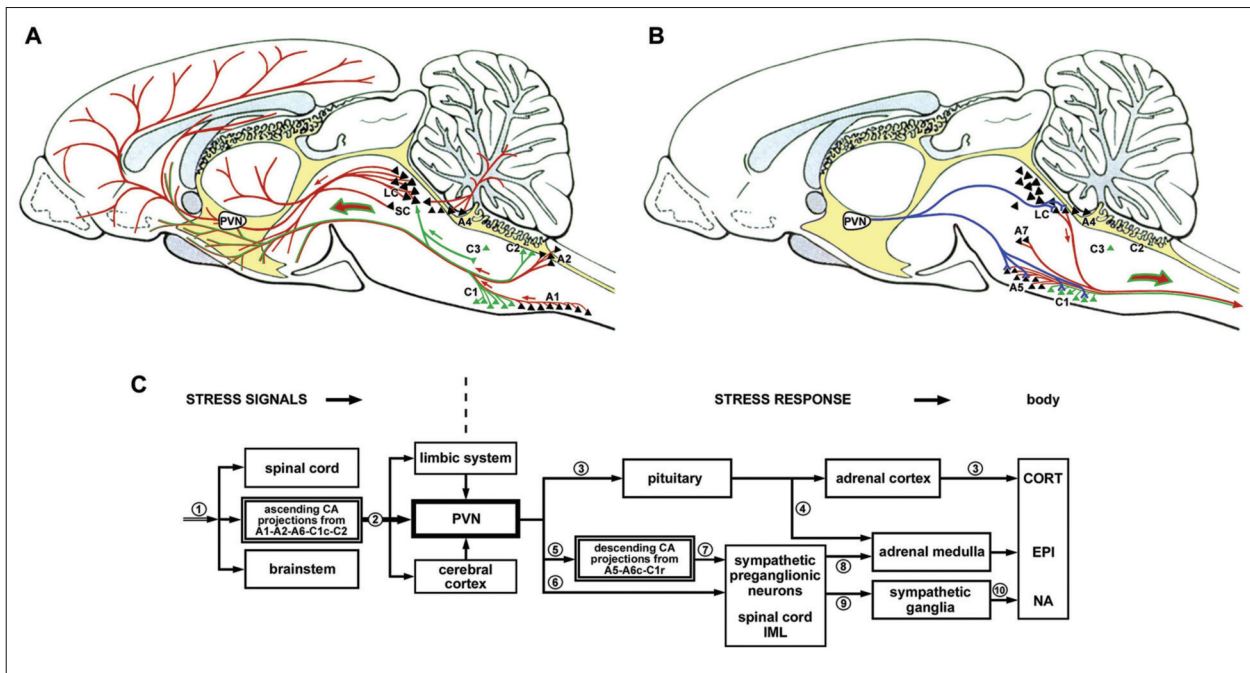 A
PVN
LC
SC
A4
C3
C2
A2
C1
A1
B
PVN
LC
A4
A7
C3
C2
A5
C1
C
STRESS SIGNALS
STRESS RESPONSE
body
spinal cord
1
ascending CA
projections from
A1-A2-A6-C1c-C2
brainstem
2
limbic system
PVN
cerebral
cortex
3
pituitary
4
adrenal cortex
3
CORT
5
descending CA
projections from
A5-A6c-C1r
7
6
sympathetic
preganglionic
neurons
spinal cord
IML
8
adrenal medulla
EPI
9
sympathetic
ganglia
10
NA